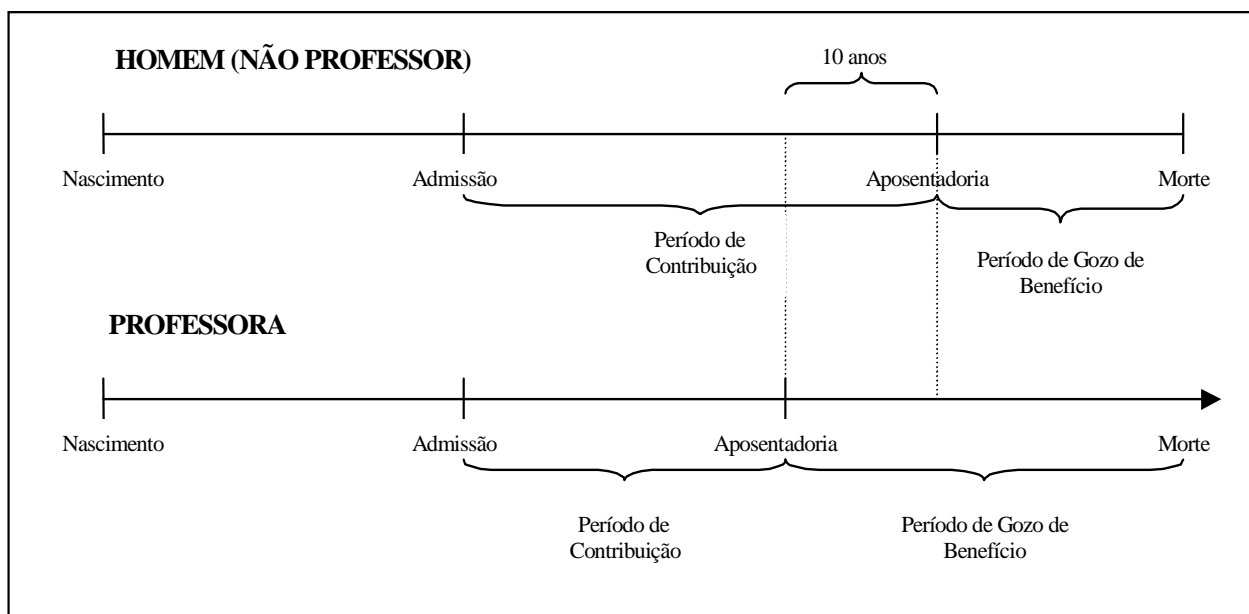 HOMEM (NÃO PROFESSOR)
10 anos
Nascimento
Admissão
Aposentadoria
Morte
Período de
Contribuição
Período de Gozo de
Benefício
PROFESSORA
Nascimento
Admissão
Aposentadoria
Morte
Período de
Contribuição
Período de Gozo de
Benefício